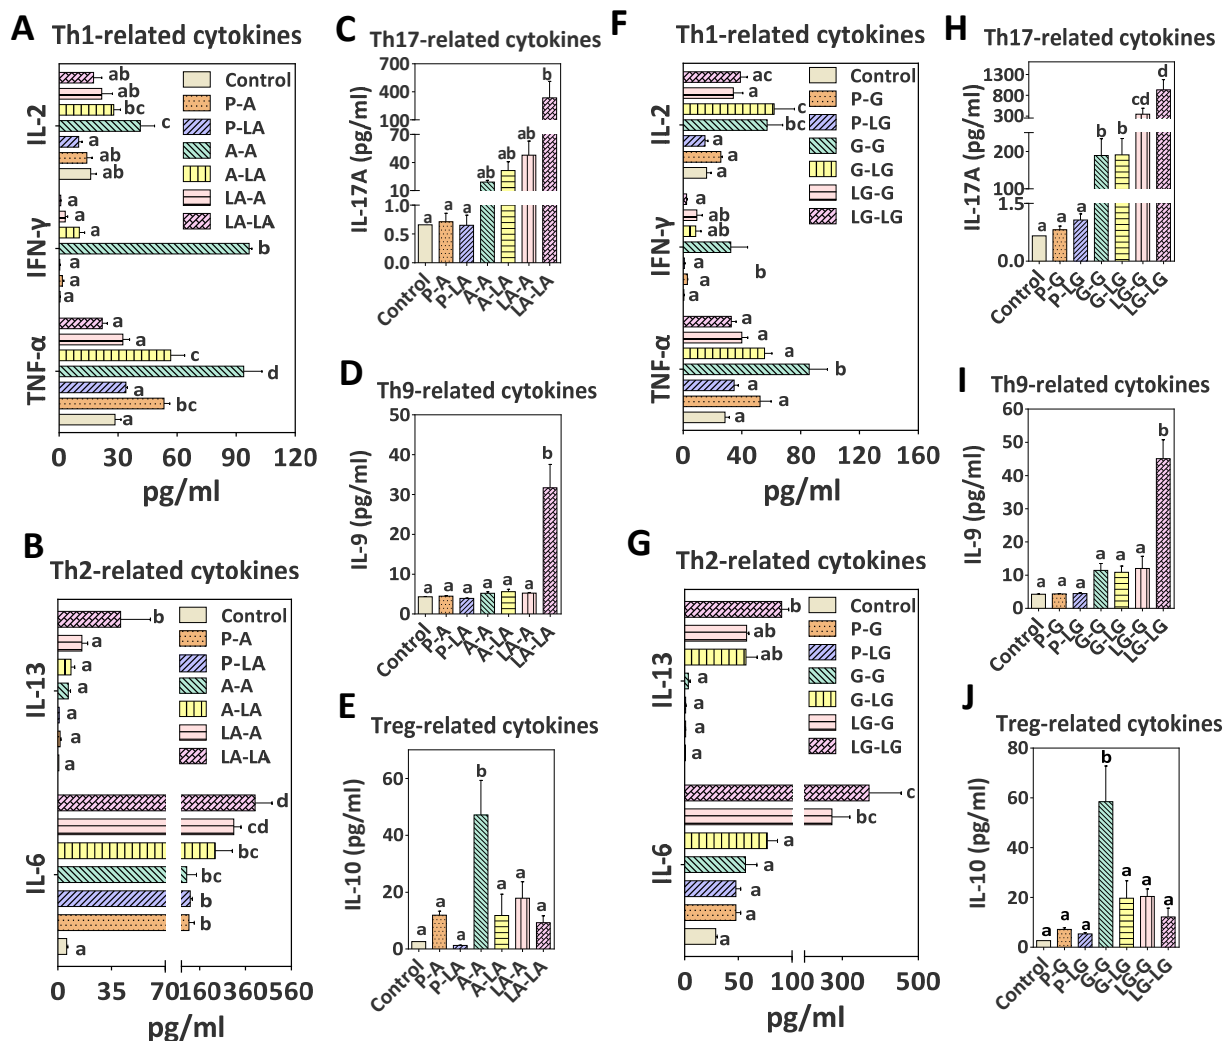 A
Th1-related cytokines
IL-2
IFN-γ
TNF-α
ab
ab
bc
c
a
ab
ab
a
a
a
b
a
a
a
a
a
c
d
a
bc
a
Control
P-A
P-LA
A-A
A-LA
LA-A
LA-LA
0 30 60 90 120
pg/ml
B
Th2-related cytokines
IL-13
IL-6
b
a
a
a
a
a
a
d
cd
bc
bc
b
b
a
Control
P-A
P-LA
A-A
A-LA
LA-A
LA-LA
0 35 70 160 360 560
pg/ml
C
Th17-related cytokines
IL-17A (pg/ml)
700
400
100
70
40
10
1.0
0.5
0.0
a a a ab ab ab b
Control P-A P-LA A-A A-LA LA-A LA-LA
D
Th9-related cytokines
IL-9 (pg/ml)
50
40
30
20
10
0
a a a a a a b
Control P-A P-LA A-A A-LA LA-A LA-LA
E
Treg-related cytokines
IL-10 (pg/ml)
60
40
20
0
a a a b a a a
Control P-A P-LA A-A A-LA LA-A LA-LA
F
Th1-related cytokines
IL-2
IFN-γ
TNF-α
ac
a
c
bc
a
a
a
a
ab
ab
a
b
a
a
a
a
a
b
a
a
a
Control
P-G
P-LG
G-G
G-LG
LG-G
LG-LG
0 40 80 120 160
pg/ml
G
Th2-related cytokines
IL-13
IL-6
b
ab
ab
a
a
a
a
c
bc
a
a
a
a
a
Control
P-G
P-LG
G-G
G-LG
LG-G
LG-LG
0 50 100 300 500
pg/ml
H
Th17-related cytokines
IL-17A (pg/ml)
1300
800
300
200
100
1.5
0.0
a a a b b cd d
Control P-G P-LG G-G G-LG LG-G LG-LG
I
Th9-related cytokines
IL-9 (pg/ml)
60
50
40
30
20
10
0
a a a a a a b
Control P-G P-LG G-G G-LG LG-G LG-LG
J
Treg-related cytokines
IL-10 (pg/ml)
80
60
40
20
0
a a a b a a a
Control P-G P-LG G-G G-LG LG-G LG-LG